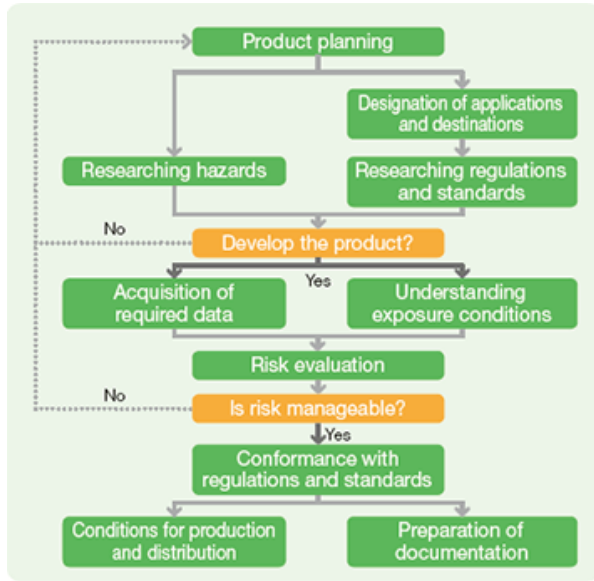 Product planning
Designation of applications
and destinations
Researching hazards
Researching regulations
and standards
No
Develop the product?
Yes
Acquisition of
required data
Understanding
exposure conditions
Risk evaluation
No
Is risk manageable?
Yes
Conformance with
regulations and standards
Conditions for production
and distribution
Preparation of
documentation